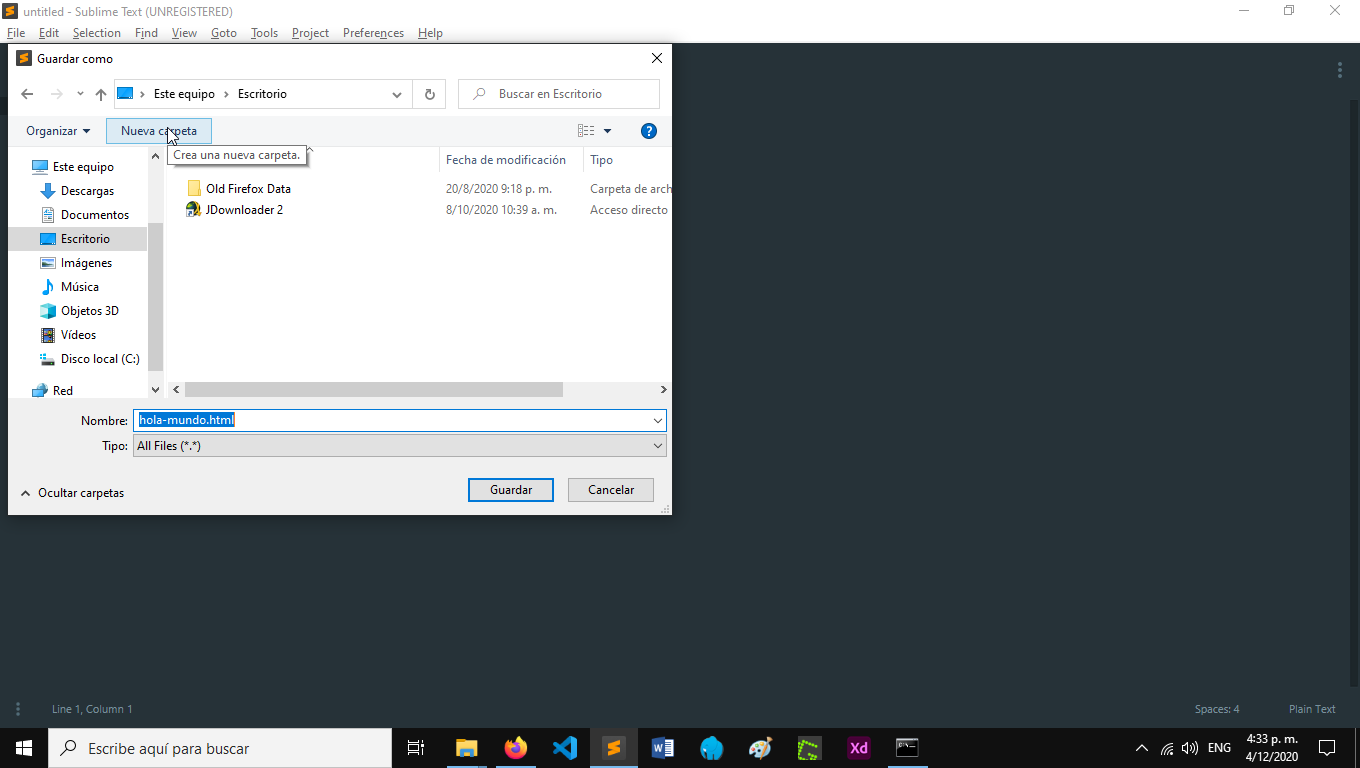 untitled - Sublime Text (UNREGISTERED)
File Edit Selection Find View Goto Tools Project Preferences Help
Guardar como
Este equipo > Escritorio
Buscar en Escritorio
Organizar Nueva carpeta
Crea una nueva carpeta.
Fecha de modificación Tipo
Este equipo
Descargas
Documentos
Escritorio
Imágenes
Música
Objetos 3D
Vídeos
Disco local (C:)
Red
Old Firefox Data 20/8/2020 9:18 p. m. Carpeta de arch
JDownloader 2 8/10/2020 10:39 a. m. Acceso directo
Nombre: hola-mundo.html
Tipo: All Files (*.*)
Ocultar carpetas
Guardar Cancelar
Line 1, Column 1 Spaces: 4 Plain Text
Escribe aquí para buscar
Xd
ENG
4:33 p. m.
4/12/2020